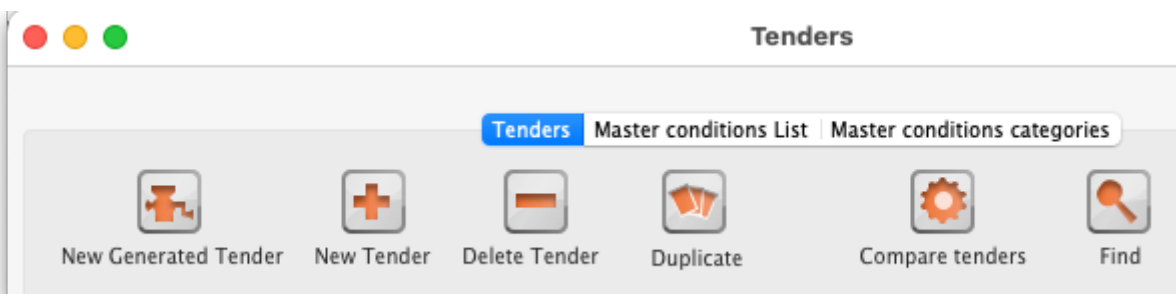 Tenders
Tenders Master conditions List Master conditions categories
New Generated Tender New Tender Delete Tender Duplicate Compare tenders Find